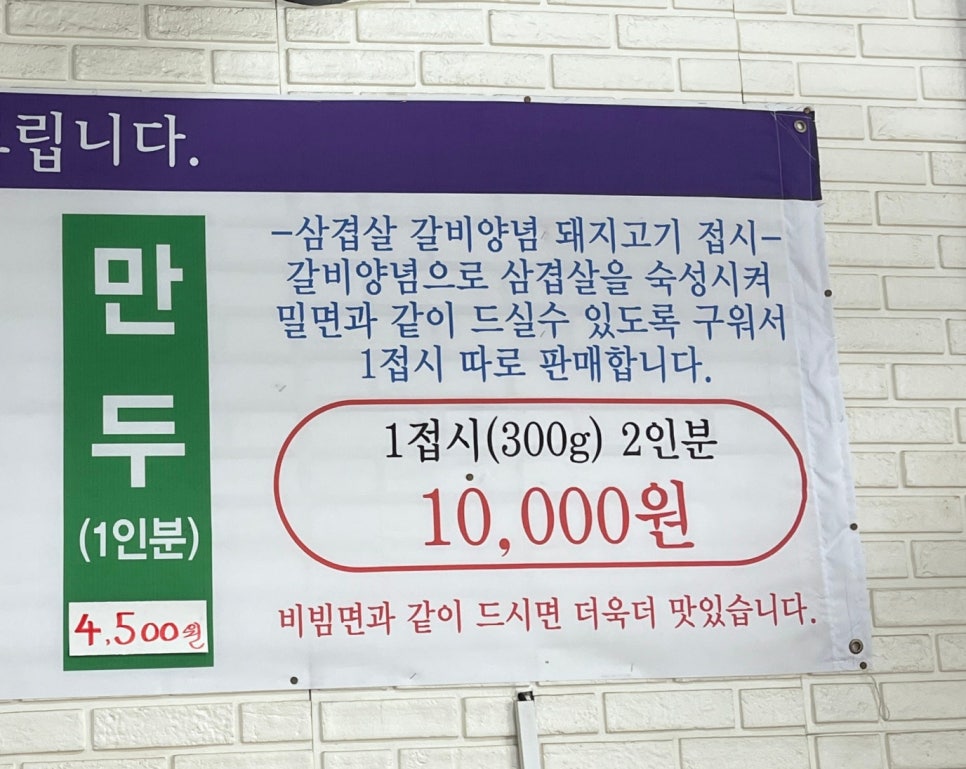 립니다.
만두
(1인분)
4,500원
-삼겹살 갈비양념 돼지고기 접시-
갈비양념으로 삼겹살을 숙성시켜
밀면과 같이 드실수 있도록 구워서
1접시 따로 판매합니다.
1접시(300g) 2인분
10,000원
비빔면과 같이 드시면 더욱더 맛있습니다.